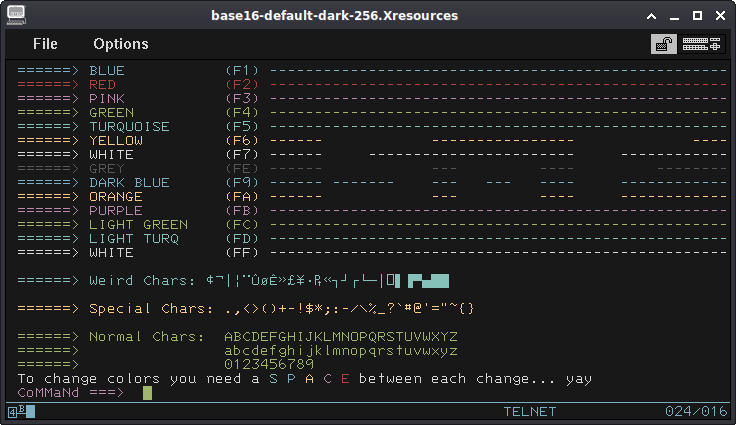 base16-default-dark-256.Xresources
File Options
======> BLUE (F1) ---------------------------------------------------
======> RED (F2) ---------------------------------------------------
======> PINK (F3) ---------------------------------------------------
======> GREEN (F4) ---------------------------------------------------
======> TURQUOISE (F5) ---------------------------------------------------
======> YELLOW (F6) ------ ------------ ----
======> WHITE (F7) ------ ------------ ------------
======> GREY (FE) ------ --- ----
======> DARK BLUE (F9) ----- ------- --- --- ---- ------------
======> ORANGE (FA) ------ --- ---- --------
======> PURPLE (FB) ---------------------------------------------------
======> LIGHT GREEN (FC) ---------------------------------------------------
======> LIGHT TURQ (FD) ---------------------------------------------------
======> WHITE (FF) ---------------------------------------------------
======> Weird Chars: ¢¬|¦¨ÛøÊ»£¥·₧«┐┘┌└─│
======> Special Chars: .,<>()+-!$*;:-/\%_?`#@'="~{}
======> Normal Chars: ABCDEFGHIJKLMNOPQRSTUVWXYZ
======> abcdefghijklmnopqrstuvwxyz
======> 0123456789
To change colors you need a S P A C E between each change... yay
CoMMaNd ===>
4B TELNET 024/016